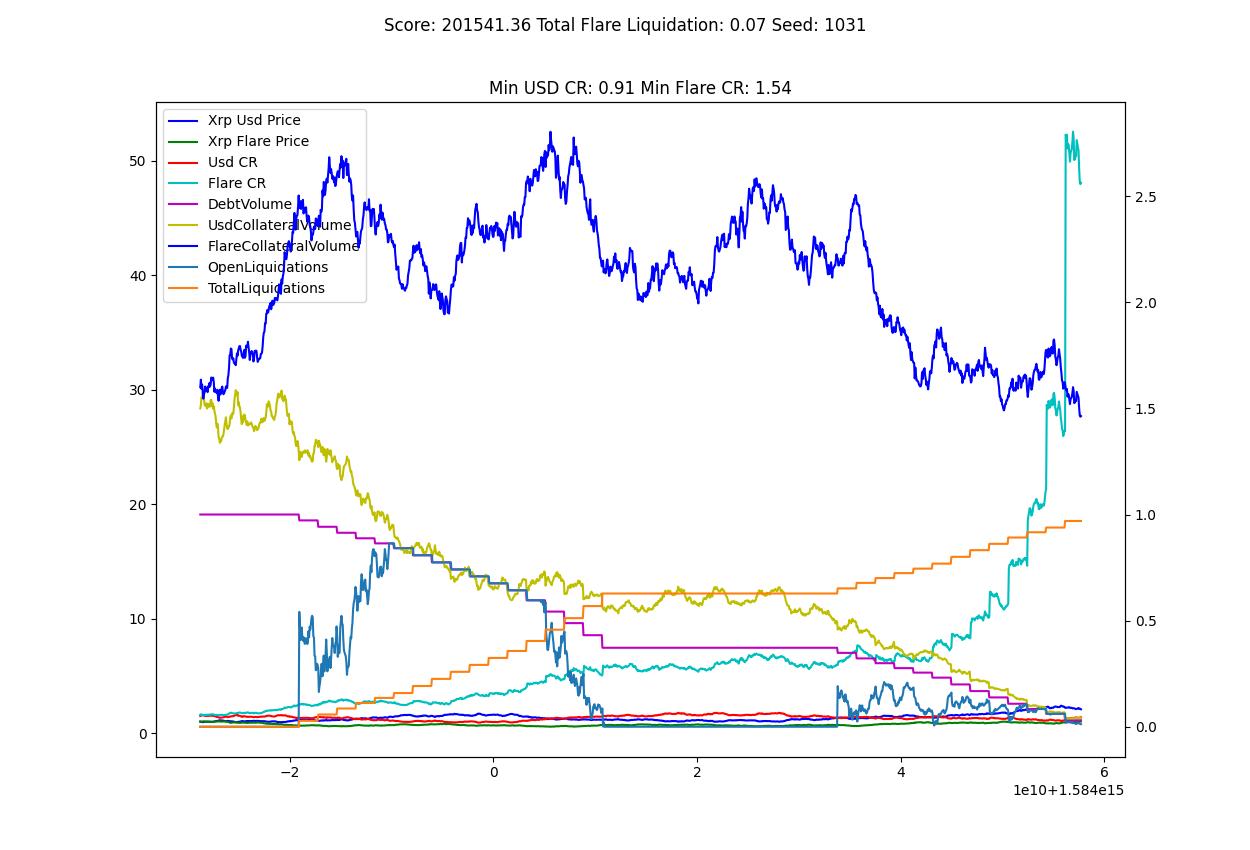 Score: 201541.36 Total Flare Liquidation: 0.07 Seed: 1031
Min USD CR: 0.91 Min Flare CR: 1.54
Xrp Usd Price
Xrp Flare Price
Usd CR
Flare CR
DebtVolume
UsdCollateralVolume
FlareCollateralVolume
OpenLiquidations
TotalLiquidations
50
40
30
20
10
0
2.5
2.0
1.5
1.0
0.5
0.0
−2 0 2 4 6
1e10+1.584e15